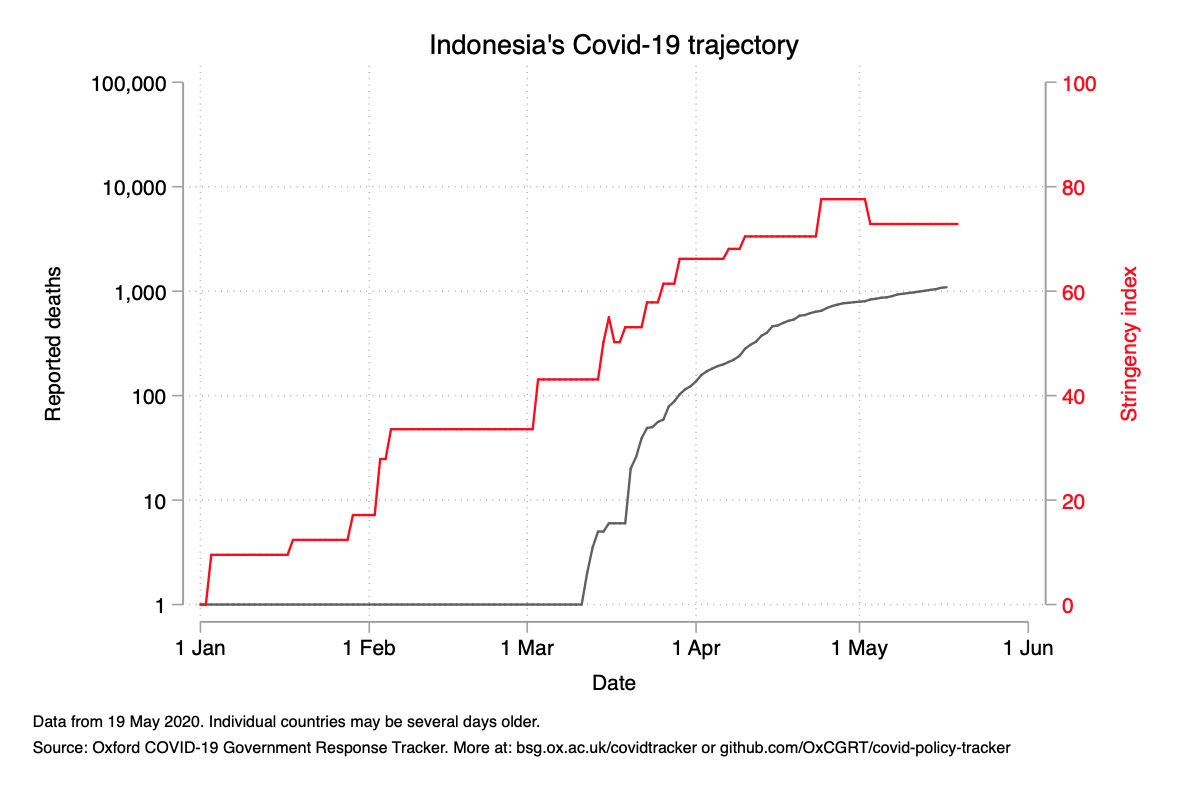 Indonesia's Covid-19 trajectory
100,000
10,000
1,000
100
10
1
Reported deaths
100
80
60
40
20
0
Stringency index
1 Jan
1 Feb
1 Mar
1 Apr
1 May
1 Jun
Date
Data from 19 May 2020. Individual countries may be several days older.
Source: Oxford COVID-19 Government Response Tracker. More at: bsg.ox.ac.uk/covidtracker or github.com/OxCGRT/covid-policy-tracker